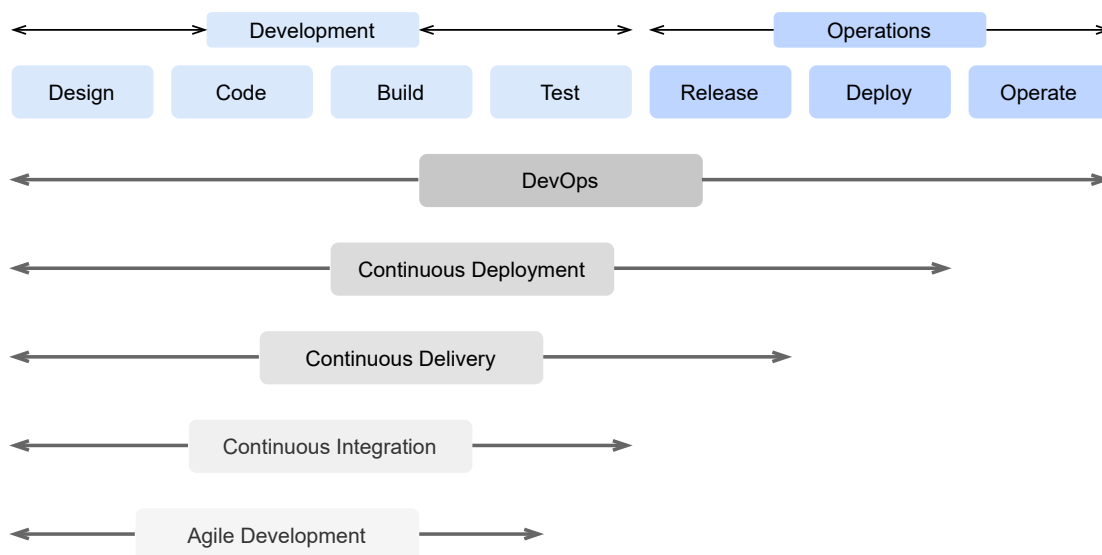 Development
Operations
Design
Code
Build
Test
Release
Deploy
Operate
DevOps
Continuous Deployment
Continuous Delivery
Continuous Integration
Agile Development